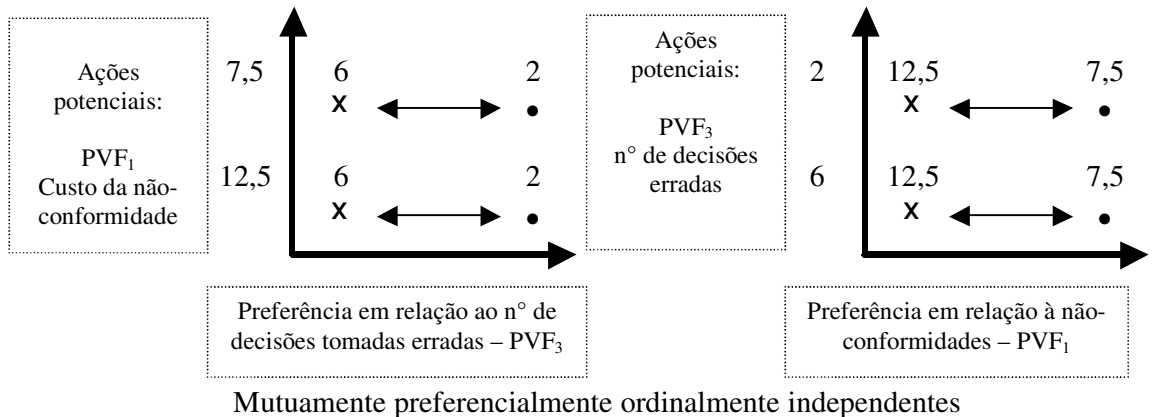 Ações
potenciais:
PVF₁
Custo da não-
conformidade
7,5
6
2
x
•
12,5
6
2
x
•
Preferência em relação ao n° de
decisões tomadas erradas – PVF₃
Ações
potenciais:
PVF₃
n° de decisões
erradas
2
12,5
7,5
x
•
6
12,5
7,5
x
•
Preferência em relação à não-
conformidades – PVF₁
Mutuamente preferencialmente ordinalmente independentes